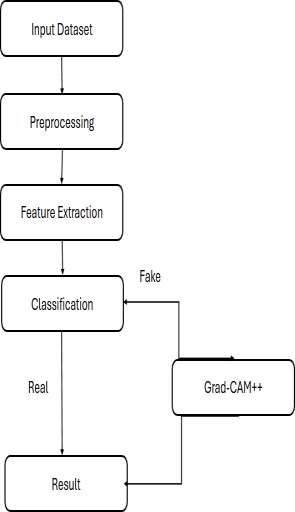 Input Dataset
Preprocessing
Feature Extraction
Fake
Classification
Grad-CAM++
Real
Result